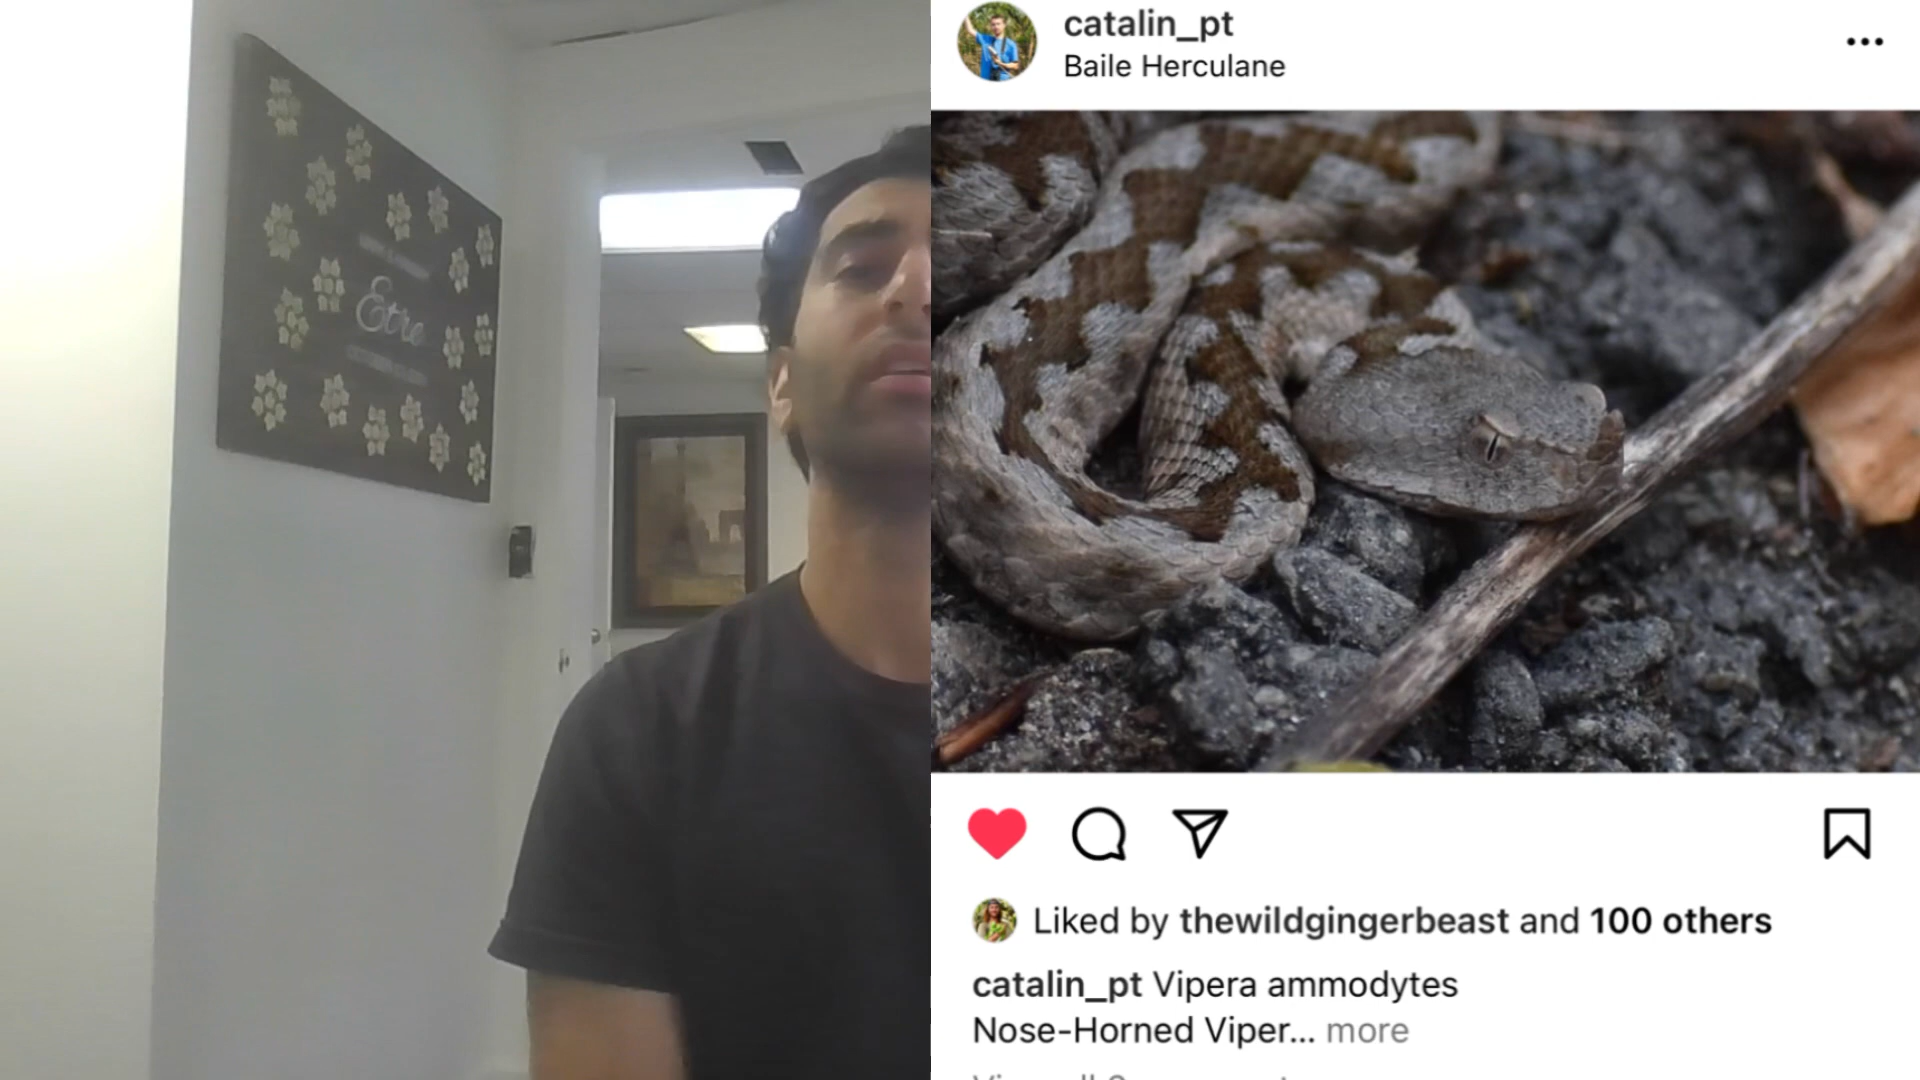 Etre
catalin_pt
Baile Herculane
Liked by thewildgingerbeast and 100 others
catalin_pt Vipera ammodytes
Nose-Horned Viper... more